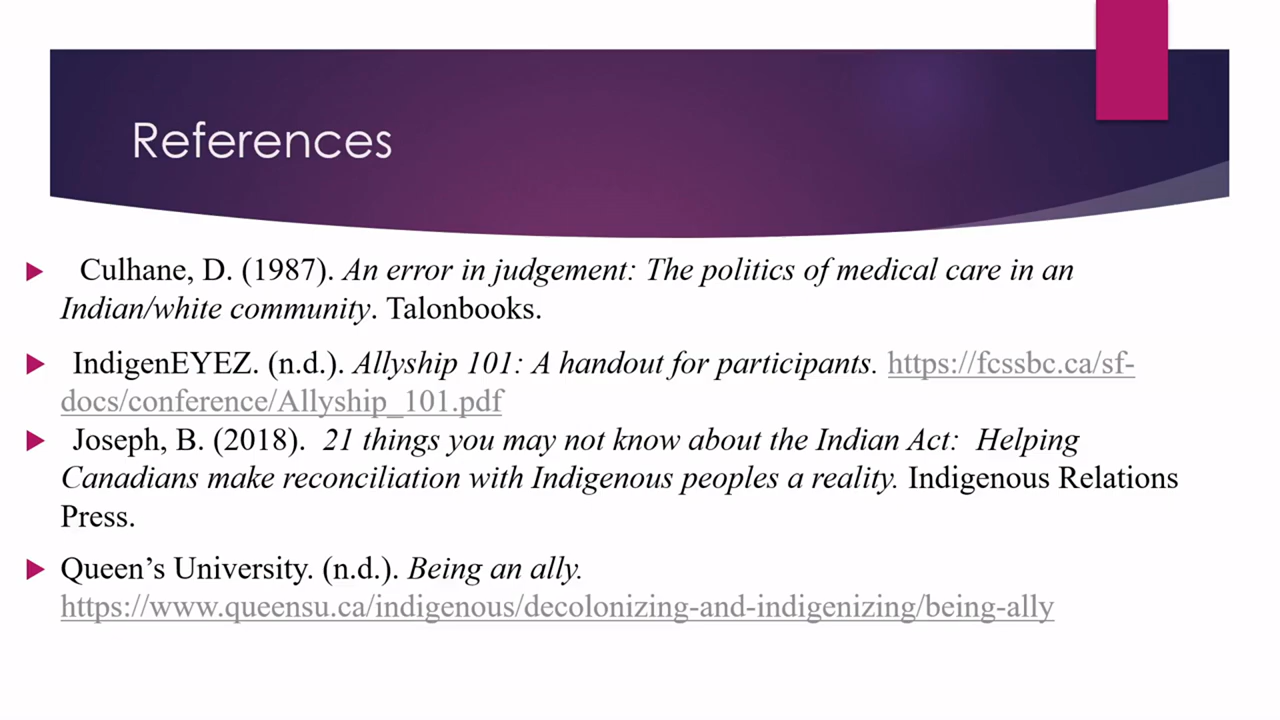 References
Culhane, D. (1987). An error in judgement: The politics of medical care in an
Indian/white community. Talonbooks.
IndigenEYEZ. (n.d.). Allyship 101: A handout for participants. https://fcssbc.ca/sf-
docs/conference/Allyship_101.pdf
Joseph, B. (2018).  21 things you may not know about the Indian Act:  Helping
Canadians make reconciliation with Indigenous peoples a reality. Indigenous Relations
Press.
Queen’s University. (n.d.). Being an ally.
https://www.queensu.ca/indigenous/decolonizing-and-indigenizing/being-ally